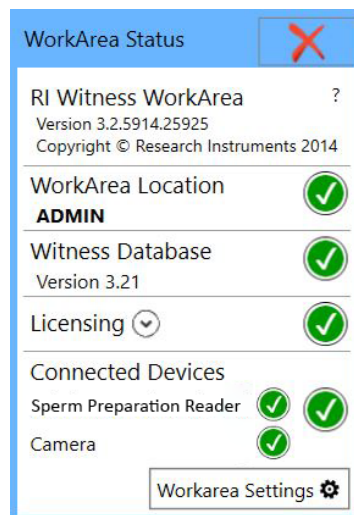 WorkArea Status
RI Witness WorkArea ?
Version 3.2.5914.25925
Copyright © Research Instruments 2014
WorkArea Location
ADMIN
Witness Database
Version 3.21
Licensing
Connected Devices
Sperm Preparation Reader
Camera
Workarea Settings